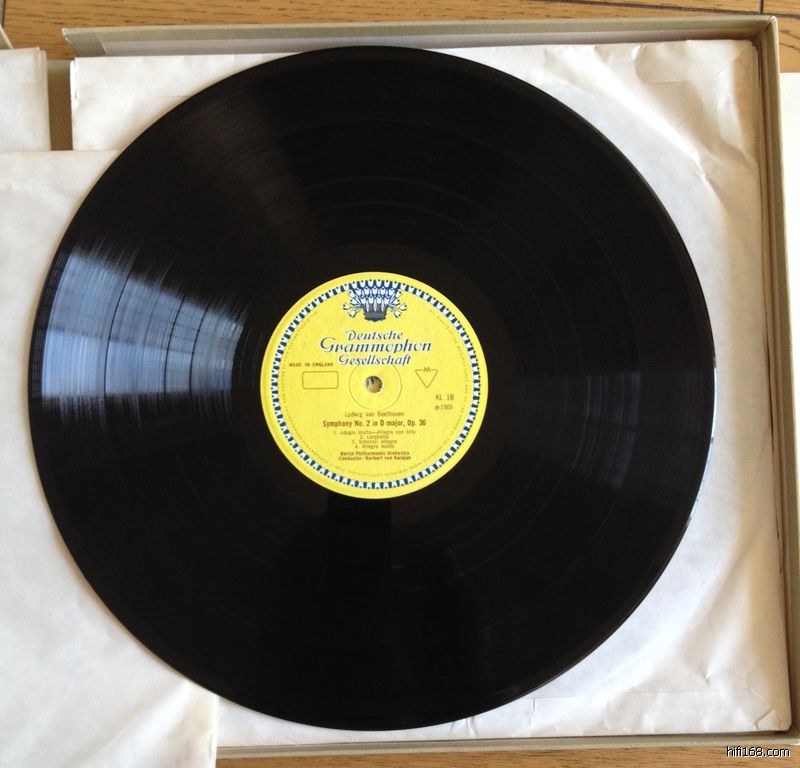 Deutsche
Grammophon
Gesellschaft
MADE IN ENGLAND
M
KL 18
℗1965
Ludwig van Beethoven
Symphony No. 2 in D major, Op. 36
1. Adagio molto—Allegro con brio
2. Larghetto
3. Scherzo: Allegro
4. Allegro molto
Berlin Philharmonic Orchestra
Conductor: Herbert von Karajan
hifi168.com